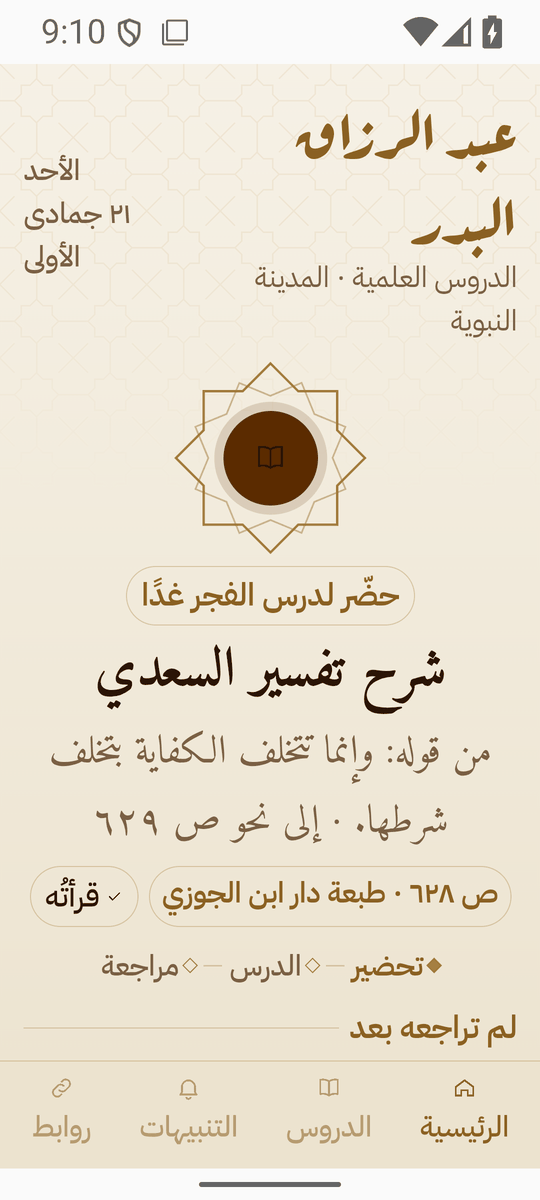 9:10
عبد الرزاق
البدر
الدروس العلمية · المدينة
النبوية
الأحد
٢١ جمادى
الأولى
حضّر لدرس الفجر غدًا
شرح تفسير السعدي
من قوله: وإنما تتخلف الكفاية بتخلف
شرطها. · إلى نحو ص ٦٢٩
ص ٦٢٨ · طبعة دار ابن الجوزي
قرأتُه
تحضير
الدرس
مراجعة
لم تراجعه بعد
الرئيسية
الدروس
التنبيهات
روابط